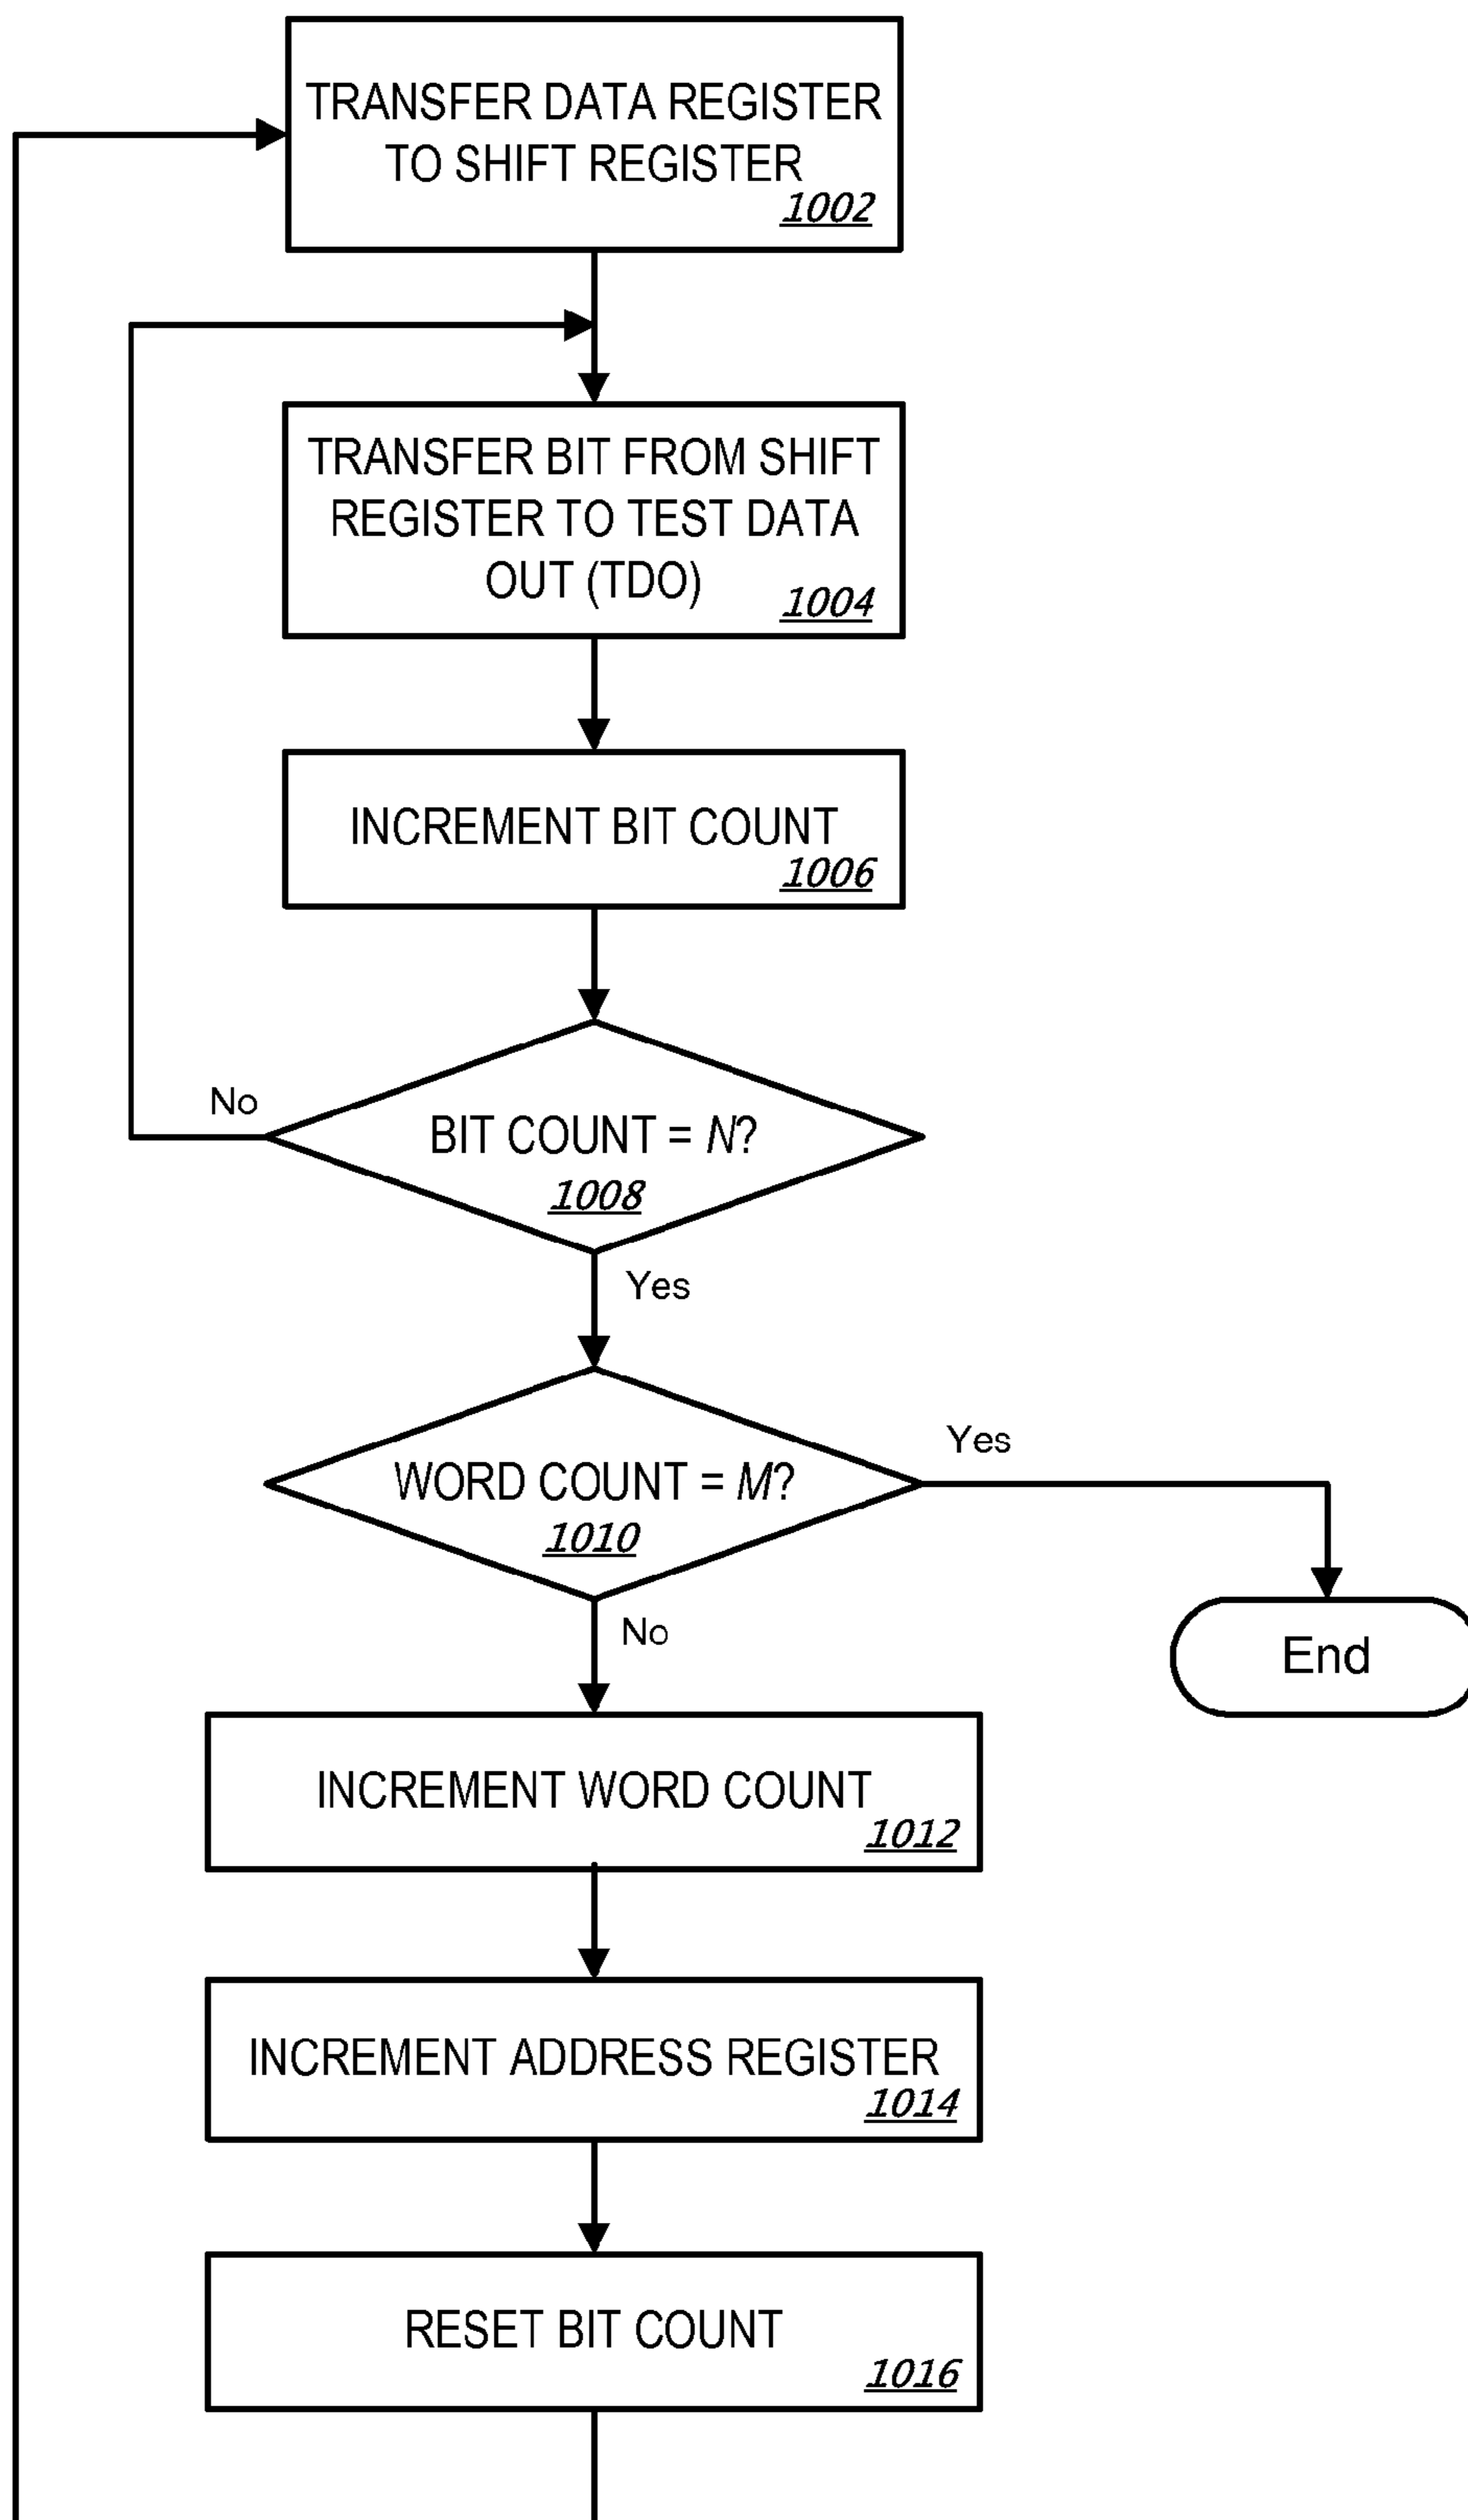 TRANSFER DATA REGISTER
TO SHIFT REGISTER
1002
TRANSFER BIT FROM SHIFT
REGISTER TO TEST DATA
OUT (TDO)
1004
INCREMENT BIT COUNT
1006
No
BIT COUNT = N?
1008
Yes
Yes
WORD COUNT = M?
1010
No
End
INCREMENT WORD COUNT
1012
INCREMENT ADDRESS REGISTER
1014
RESET BIT COUNT
1016